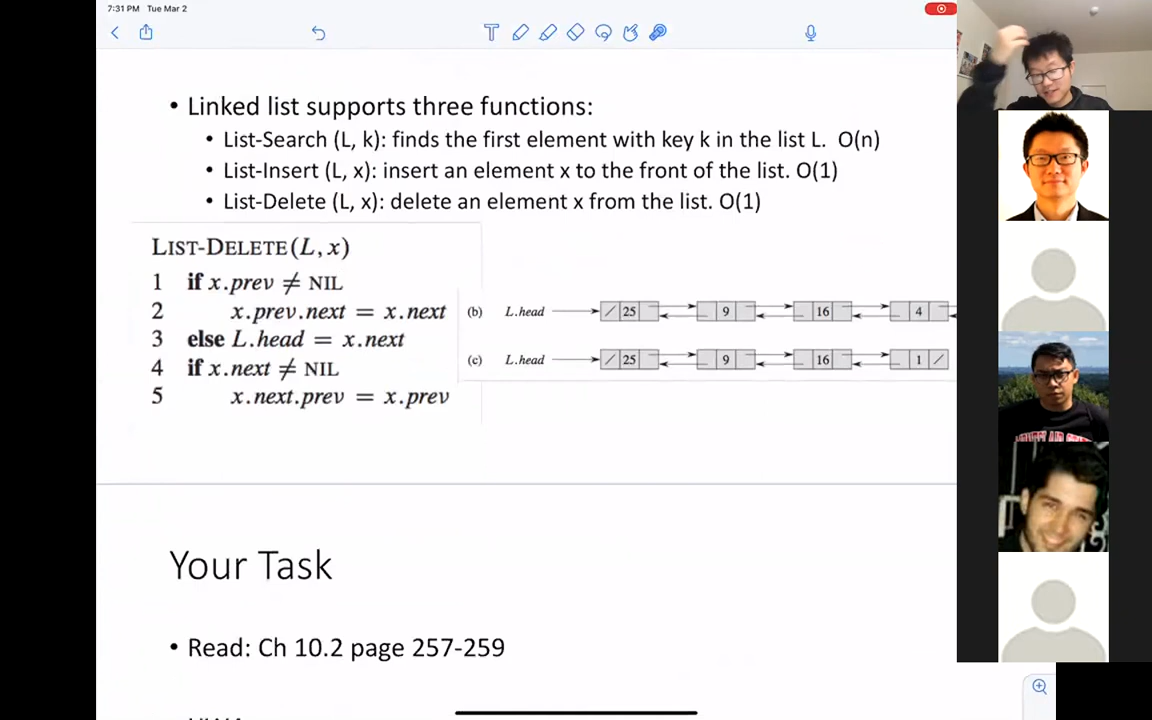 7:31 PM Tue Mar 2
• Linked list supports three functions:
• List-Search (L, k): finds the first element with key k in the list L. O(n)
• List-Insert (L, x): insert an element x to the front of the list. O(1)
• List-Delete (L, x): delete an element x from the list. O(1)
LIST-DELETE(L, x)
1 if x.prev ≠ NIL
2 x.prev.next = x.next
3 else L.head = x.next
4 if x.next ≠ NIL
5 x.next.prev = x.prev
(b) L.head / 25 9 16 4
(c) L.head / 25 9 16 1 /
Your Task
• Read: Ch 10.2 page 257-259